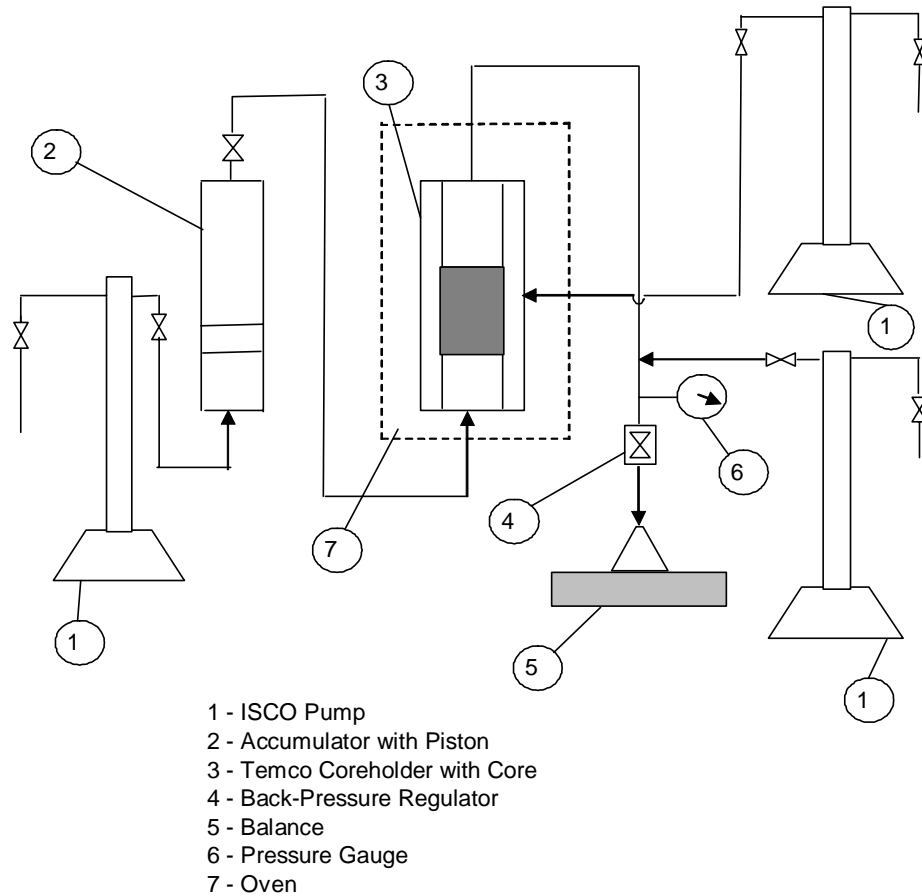 3
2
1
1
6
4
7
5
1
1
1 - ISCO Pump
2 - Accumulator with Piston
3 - Temco Coreholder with Core
4 - Back-Pressure Regulator
5 - Balance
6 - Pressure Gauge
7 - Oven